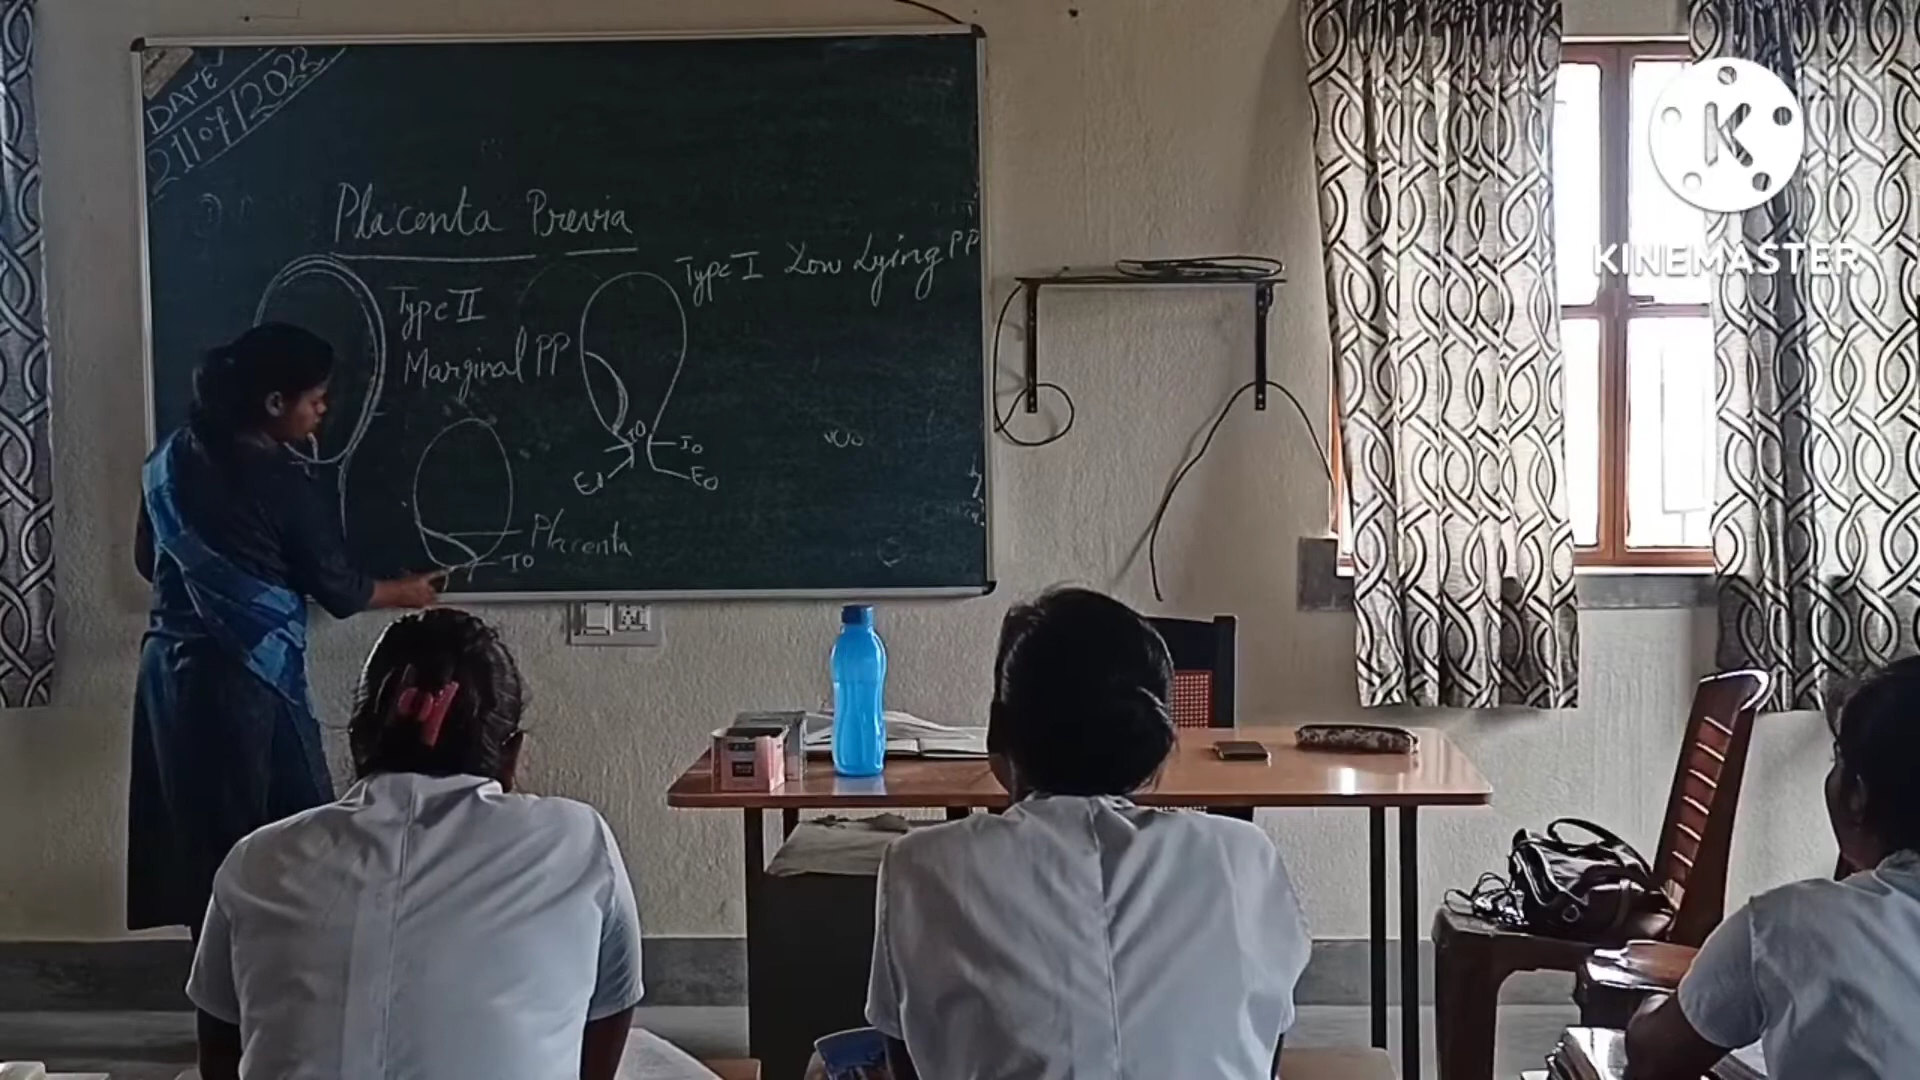 DATE
21/07/2022
Placenta Previa
Type I Low Lying PP
Type II
Marginal PP
IO
IO
EO
EO
Placenta
IO
K
KINEMASTER